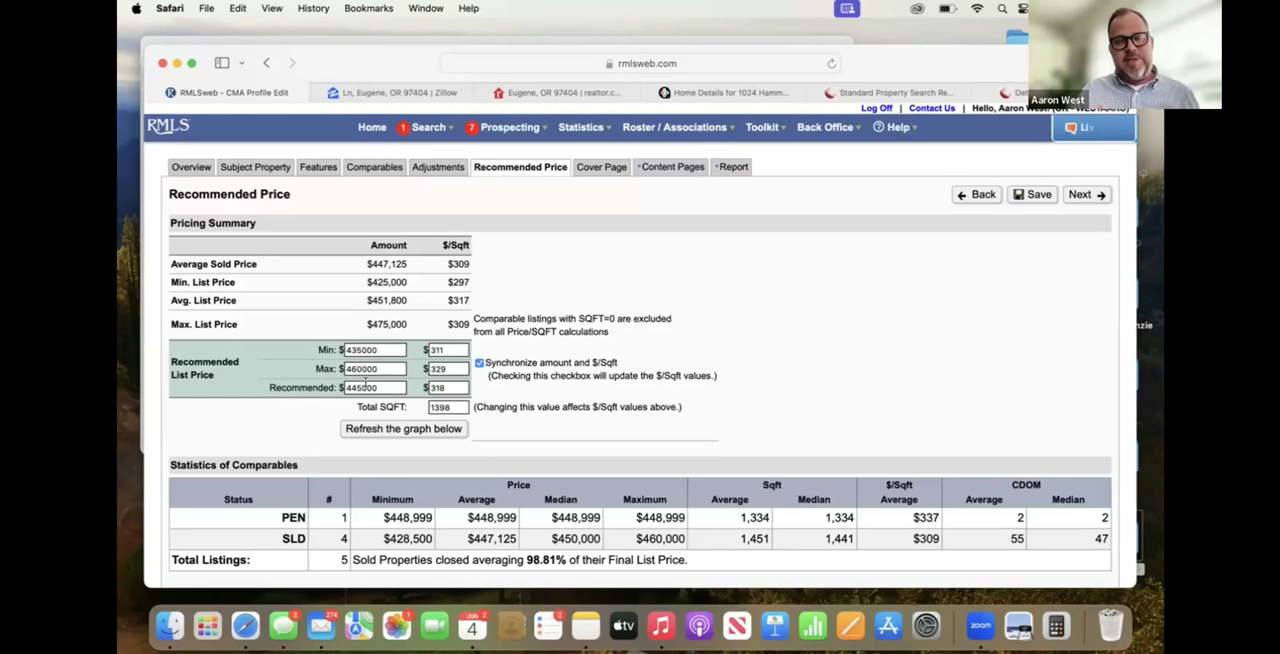 Safari File Edit View History Bookmarks Window Help
rmlsweb.com
RMLSweb - CMA Profile Edit Ln, Eugene, OR 97404 | Zillow Eugene, OR 97404 | realtor.c... Home Details for 1024 Hamm... Standard Property Search Re...
Aaron West
Log Off | Contact Us | Hello, Aaron
RMLS Home 1 Search 7 Prospecting Statistics Roster / Associations Toolkit Back Office Help Liv
Overview Subject Property Features Comparables Adjustments Recommended Price Cover Page Content Pages Report
Recommended Price Back Save Next
Pricing Summary
Amount $/Sqft
Average Sold Price $447,125 $309
Min. List Price $425,000 $297
Avg. List Price $451,800 $317
Max. List Price $475,000 $309 Comparable listings with SQFT=0 are excluded
from all Price/SQFT calculations
Recommended List Price
Min: $ 435000 $ 311
Max: $ 460000 $ 329
Recommended: $ 445000 $ 318
Synchronize amount and $/Sqft
(Checking this checkbox will update the $/Sqft values.)
Total SQFT: 1398 (Changing this value affects $/Sqft values above.)
Refresh the graph below
nzie
Statistics of Comparables
Price Sqft $/Sqft CDOM
Status # Minimum Average Median Maximum Average Median Average Average Median
PEN 1 $448,999 $448,999 $448,999 $448,999 1,334 1,334 $337 2 2
SLD 4 $428,500 $447,125 $450,000 $460,000 1,451 1,441 $309 55 47
Total Listings: 5 Sold Properties closed averaging 98.81% of their Final List Price.
2 274 1 JUN 4 2 2 tv zoom